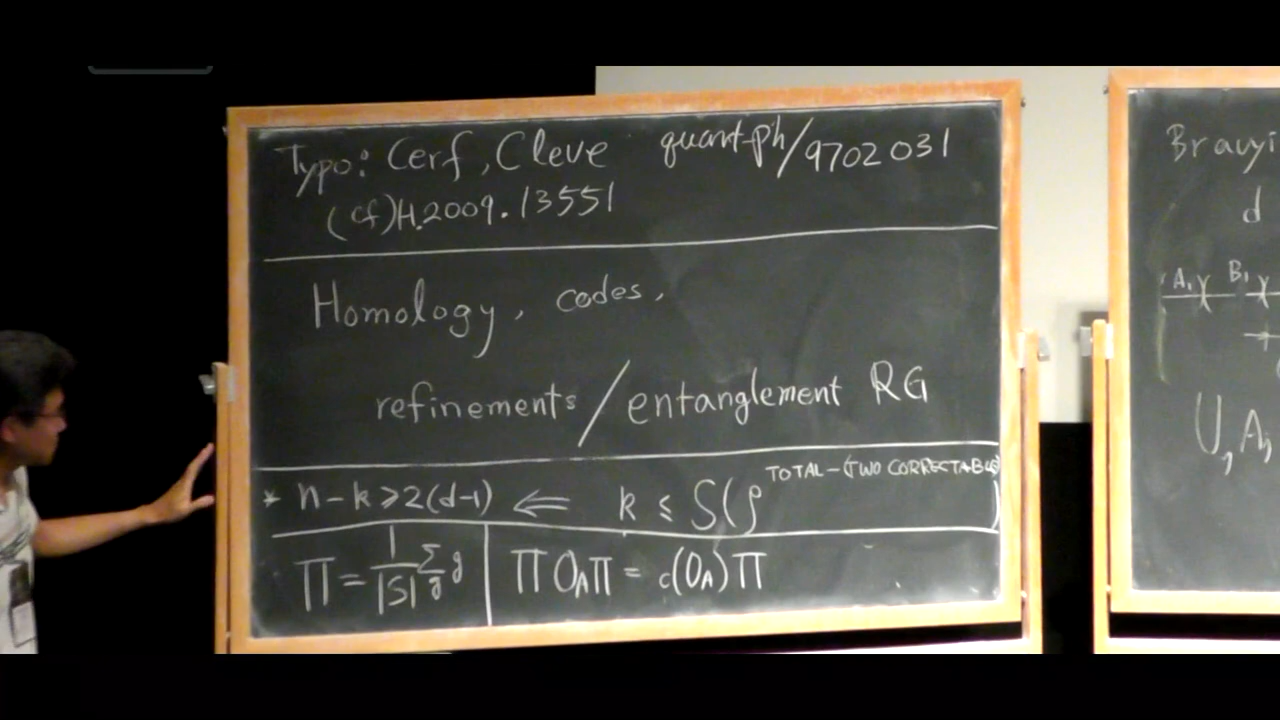 Typo: Cerf, Cleve quant-ph/9702031
(cf) H. 2009.13551
Homology, codes,
refinements / entanglement RG
* n-k ⩾ 2(d-1) ⇐ k ≤ S(ρ^TOTAL-(TWO CORRECTABLE))
Π = 1/|S| Σ_g g | Π O_A Π = c(O_A) Π
Bravyi
d
A₁ B₁
U, A,